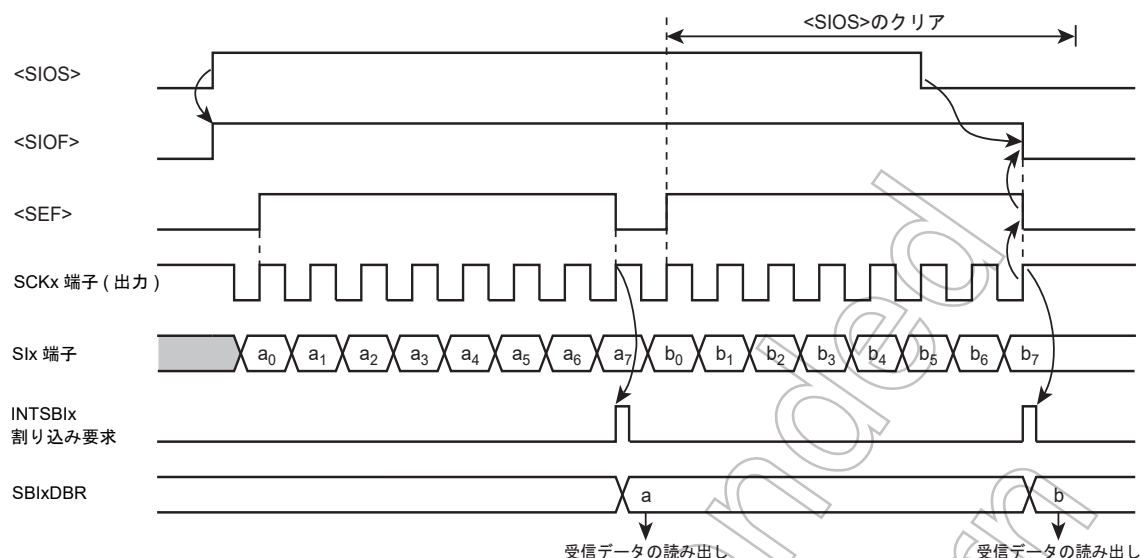 <SIOS>のクリア
<SIOS>
<SIOF>
<SEF>
SCKx 端子 ( 出力 )
SIx 端子
a0 a1 a2 a3 a4 a5 a6 a7 b0 b1 b2 b3 b4 b5 b6 b7
INTSBIx
割り込み要求
SBIxDBR
a b
受信データの読み出し 受信データの読み出し